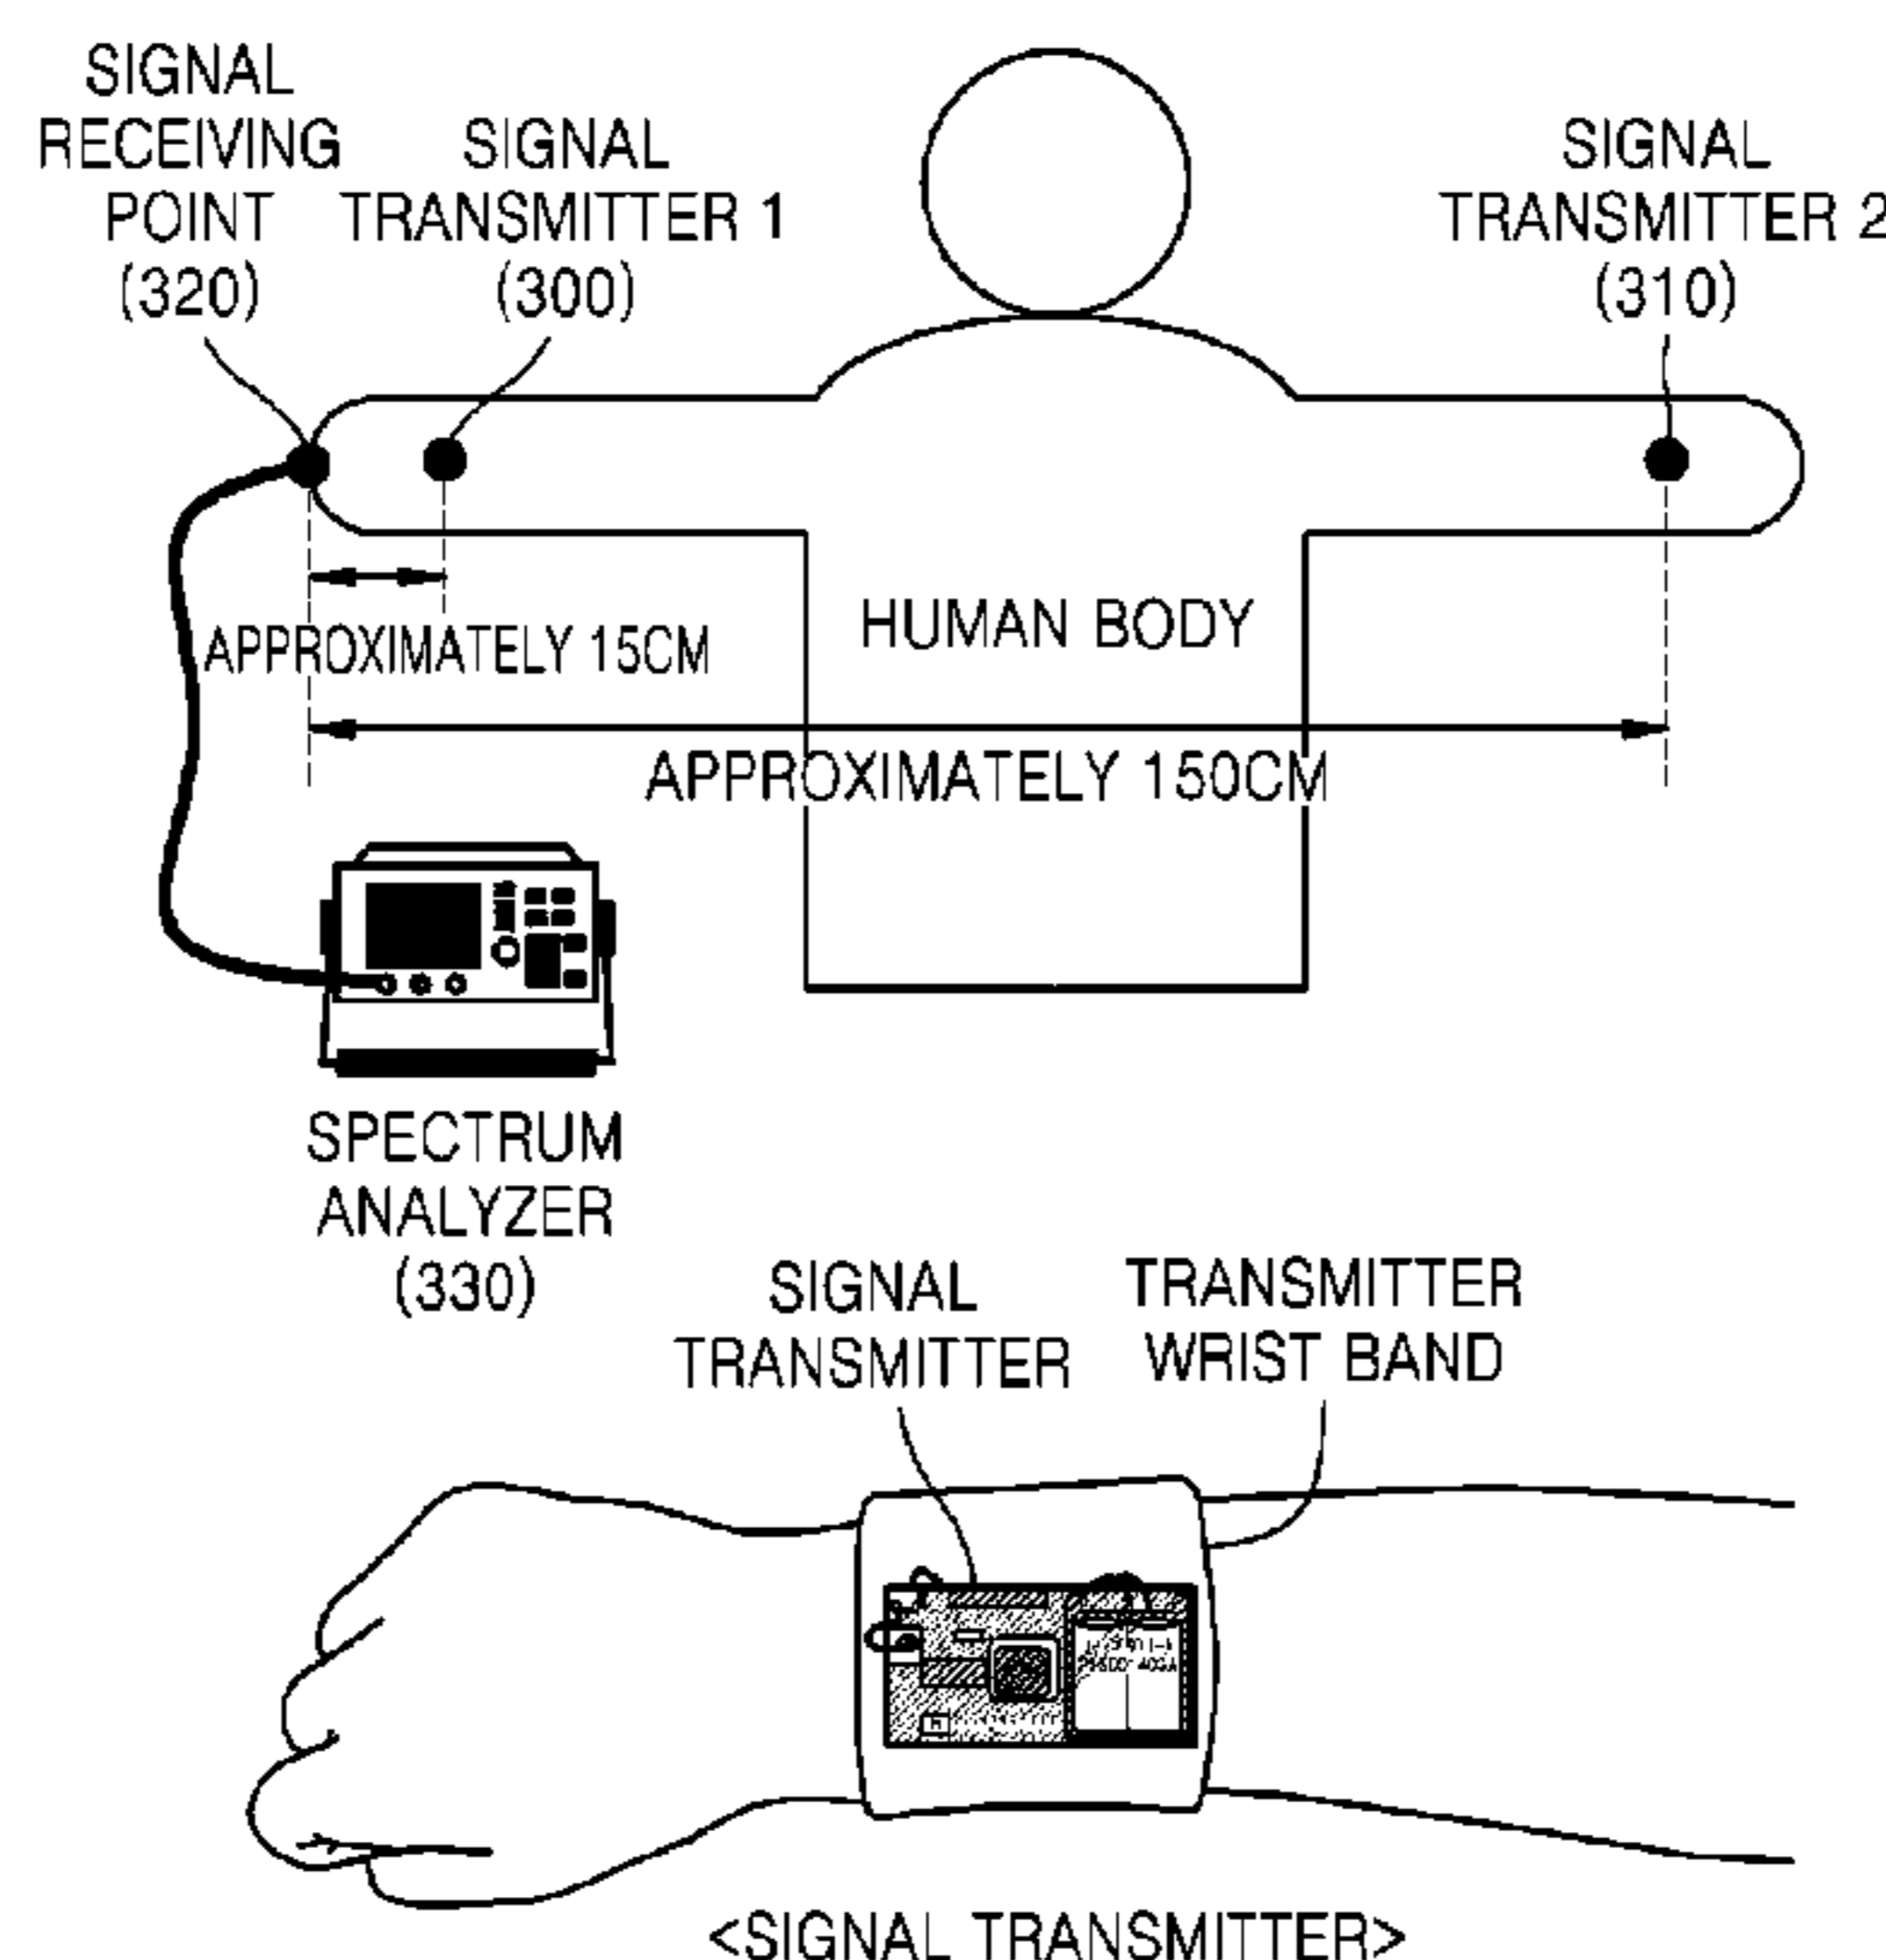 SIGNAL
RECEIVING
POINT
(320)
SIGNAL
TRANSMITTER 1
(300)
SIGNAL
TRANSMITTER 2
(310)
HUMAN BODY
APPROXIMATELY 15CM
APPROXIMATELY 150CM
SPECTRUM
ANALYZER
(330)
SIGNAL
TRANSMITTER
TRANSMITTER
WRIST BAND
<SIGNAL TRANSMITTER>